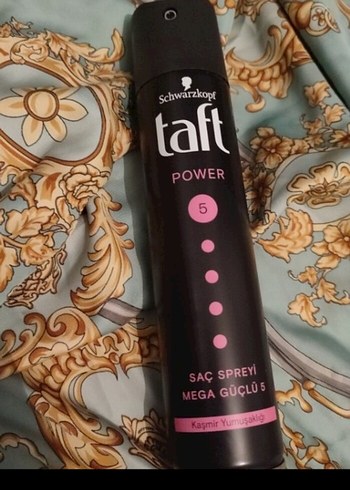 Schwarzkopf
taft
POWER
5
SAÇ SPREYİ
MEGA GÜÇLÜ 5
Kaşmir Yumuşaklığı